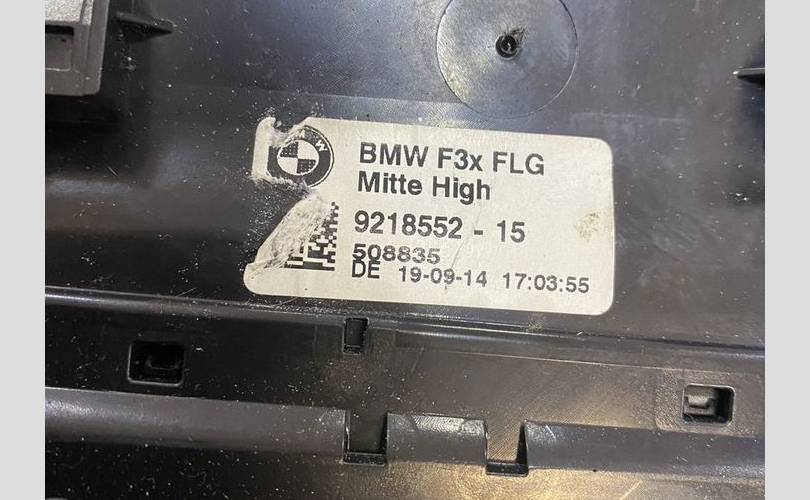 BMW F3x FLG
Mitte High
9218552 - 15
508835
DE 19-09-14 17:03:55